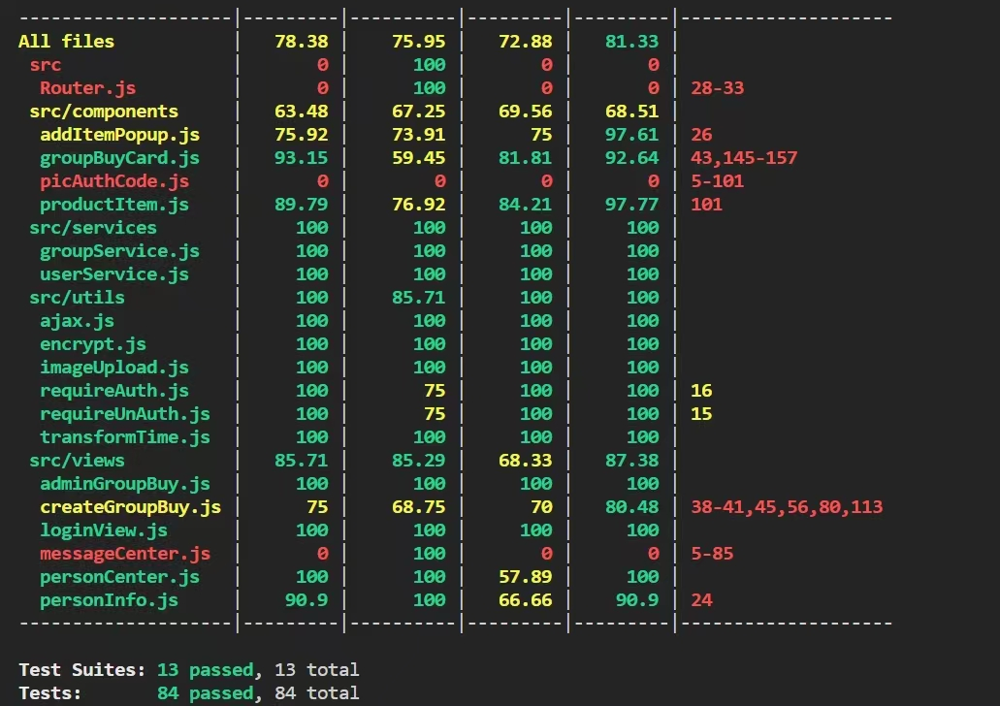 --------------------|---------|----------|---------|---------|--------------------
All files | 78.38 | 75.95 | 72.88 | 81.33 |
src | 0 | 100 | 0 | 0 |
Router.js | 0 | 100 | 0 | 0 | 28-33
src/components | 63.48 | 67.25 | 69.56 | 68.51 |
addItemPopup.js | 75.92 | 73.91 | 75 | 97.61 | 26
groupBuyCard.js | 93.15 | 59.45 | 81.81 | 92.64 | 43,145-157
picAuthCode.js | 0 | 0 | 0 | 0 | 5-101
productItem.js | 89.79 | 76.92 | 84.21 | 97.77 | 101
src/services | 100 | 100 | 100 | 100 |
groupService.js | 100 | 100 | 100 | 100 |
userService.js | 100 | 100 | 100 | 100 |
src/utils | 100 | 85.71 | 100 | 100 |
ajax.js | 100 | 100 | 100 | 100 |
encrypt.js | 100 | 100 | 100 | 100 |
imageUpload.js | 100 | 100 | 100 | 100 |
requireAuth.js | 100 | 75 | 100 | 100 | 16
requireUnAuth.js | 100 | 75 | 100 | 100 | 15
transformTime.js | 100 | 100 | 100 | 100 |
src/views | 85.71 | 85.29 | 68.33 | 87.38 |
adminGroupBuy.js | 100 | 100 | 100 | 100 |
createGroupBuy.js | 75 | 68.75 | 70 | 80.48 | 38-41,45,56,80,113
loginView.js | 100 | 100 | 100 | 100 |
messageCenter.js | 0 | 100 | 0 | 0 | 5-85
personCenter.js | 100 | 100 | 57.89 | 100 |
personInfo.js | 90.9 | 100 | 66.66 | 90.9 | 24
--------------------|---------|----------|---------|---------|--------------------
Test Suites: 13 passed, 13 total
Tests: 84 passed, 84 total